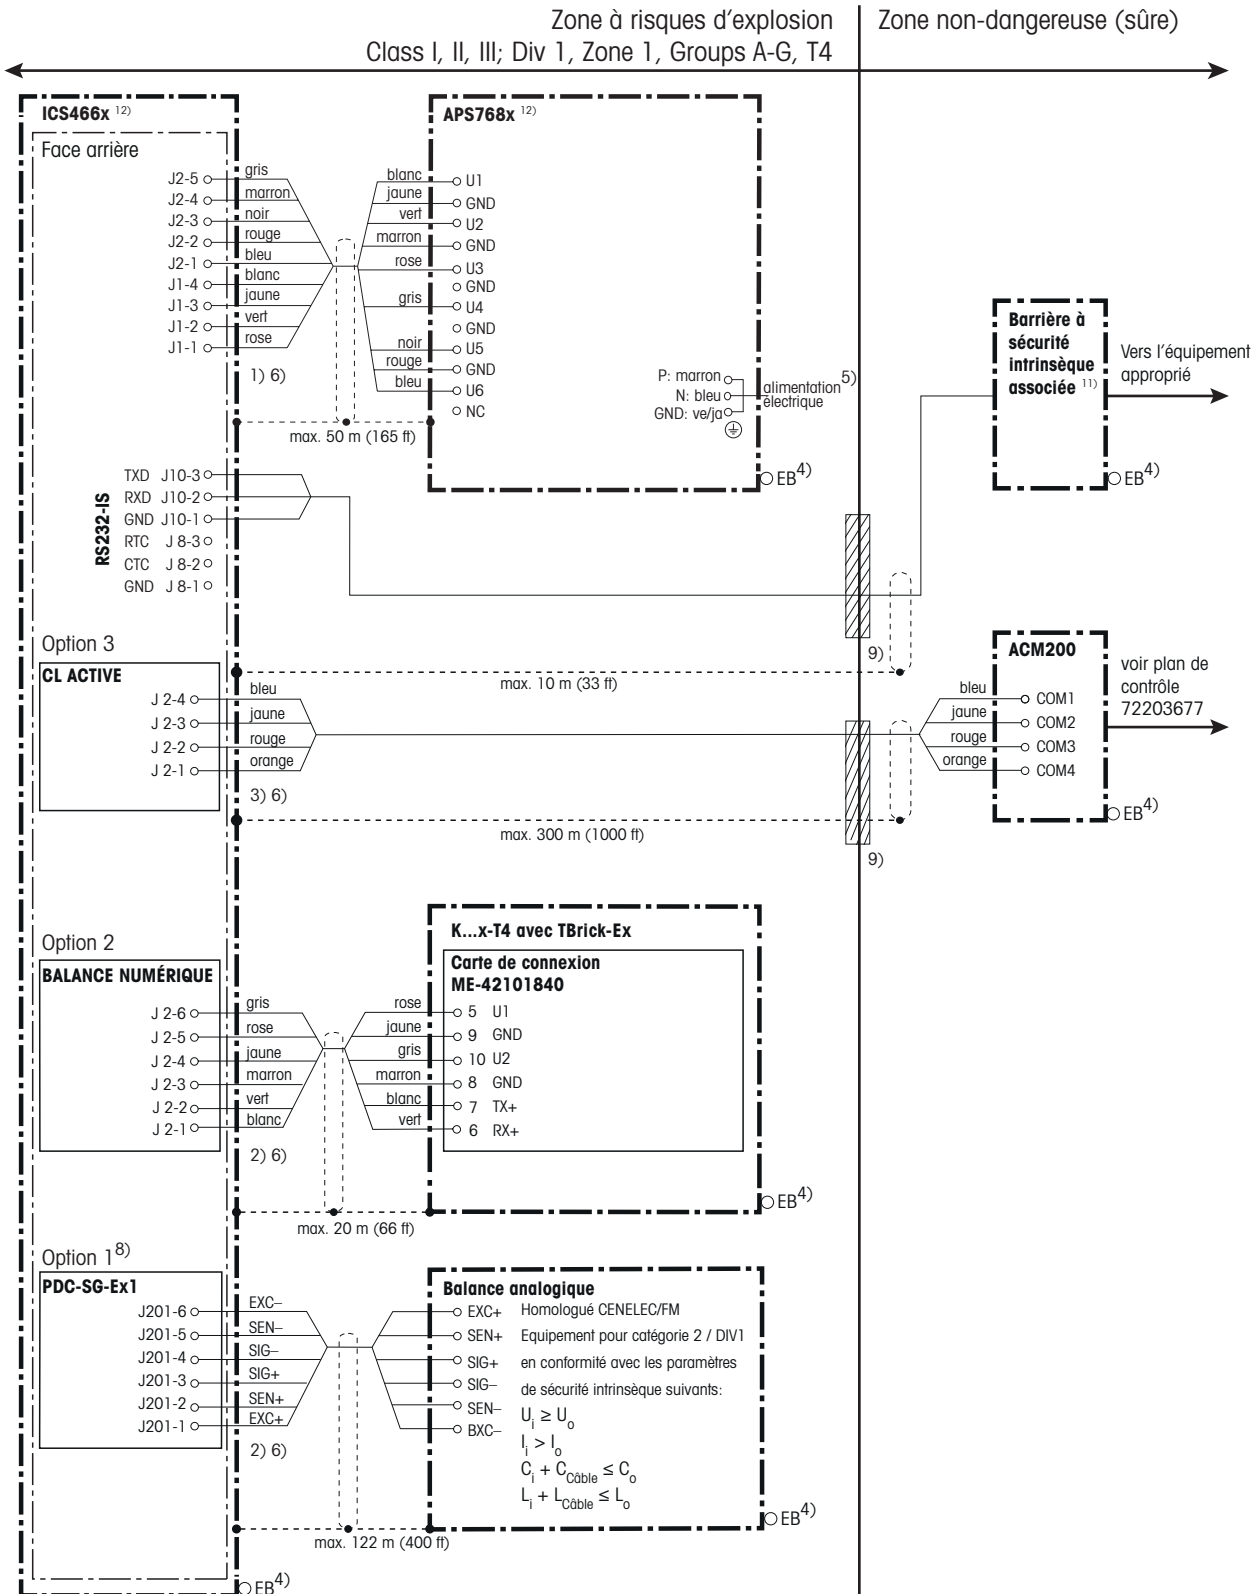 Zone à risques d'explosion
Class I, II, III; Div 1, Zone 1, Groups A-G, T4
Zone non-dangereuse (sûre)
ICS466x 12)
Face arrière
J2-5 gris
J2-4 marron
J2-3 noir
J2-2 rouge
J2-1 bleu
J1-4 blanc
J1-3 jaune
J1-2 vert
J1-1 rose
1) 6)
max. 50 m (165 ft)
APS768x 12)
blanc U1
jaune GND
vert U2
marron GND
rose U3
GND
gris U4
GND
noir U5
rouge GND
bleu U6
NC
P: marron
N: bleu
GND: ve/ja
alimentation 5)
électrique
EB4)
Barrière à
sécurité
intrinsèque
associée 11)
Vers l'équipement
approprié
EB4)
RS232-IS
TXD J10-3
RXD J10-2
GND J10-1
RTC J 8-3
CTC J 8-2
GND J 8-1
9)
max. 10 m (33 ft)
Option 3
CL ACTIVE
J 2-4 bleu
J 2-3 jaune
J 2-2 rouge
J 2-1 orange
3) 6)
max. 300 m (1000 ft)
9)
ACM200
bleu COM1
jaune COM2
rouge COM3
orange COM4
voir plan de
contrôle
72203677
EB4)
Option 2
BALANCE NUMÉRIQUE
J 2-6 gris
J 2-5 rose
J 2-4 jaune
J 2-3 marron
J 2-2 vert
J 2-1 blanc
2) 6)
max. 20 m (66 ft)
K...x-T4 avec TBrick-Ex
Carte de connexion
ME-42101840
rose 5 U1
jaune 9 GND
gris 10 U2
marron 8 GND
blanc 7 TX+
vert 6 RX+
EB4)
Option 18)
PDC-SG-Ex1
J201-6 EXC–
J201-5 SEN–
J201-4 SIG–
J201-3 SIG+
J201-2 SEN+
J201-1 EXC+
2) 6)
max. 122 m (400 ft)
Balance analogique
EXC+ Homologué CENELEC/FM
SEN+ Equipement pour catégorie 2 / DIV1
SIG+ en conformité avec les paramètres
SIG– de sécurité intrinsèque suivants:
SEN–
BXC–
Ui ≥ Uo
Ii > Io
Ci + CCâble ≤ Co
Li + LCâble ≤ Lo
EB4)
EB4)